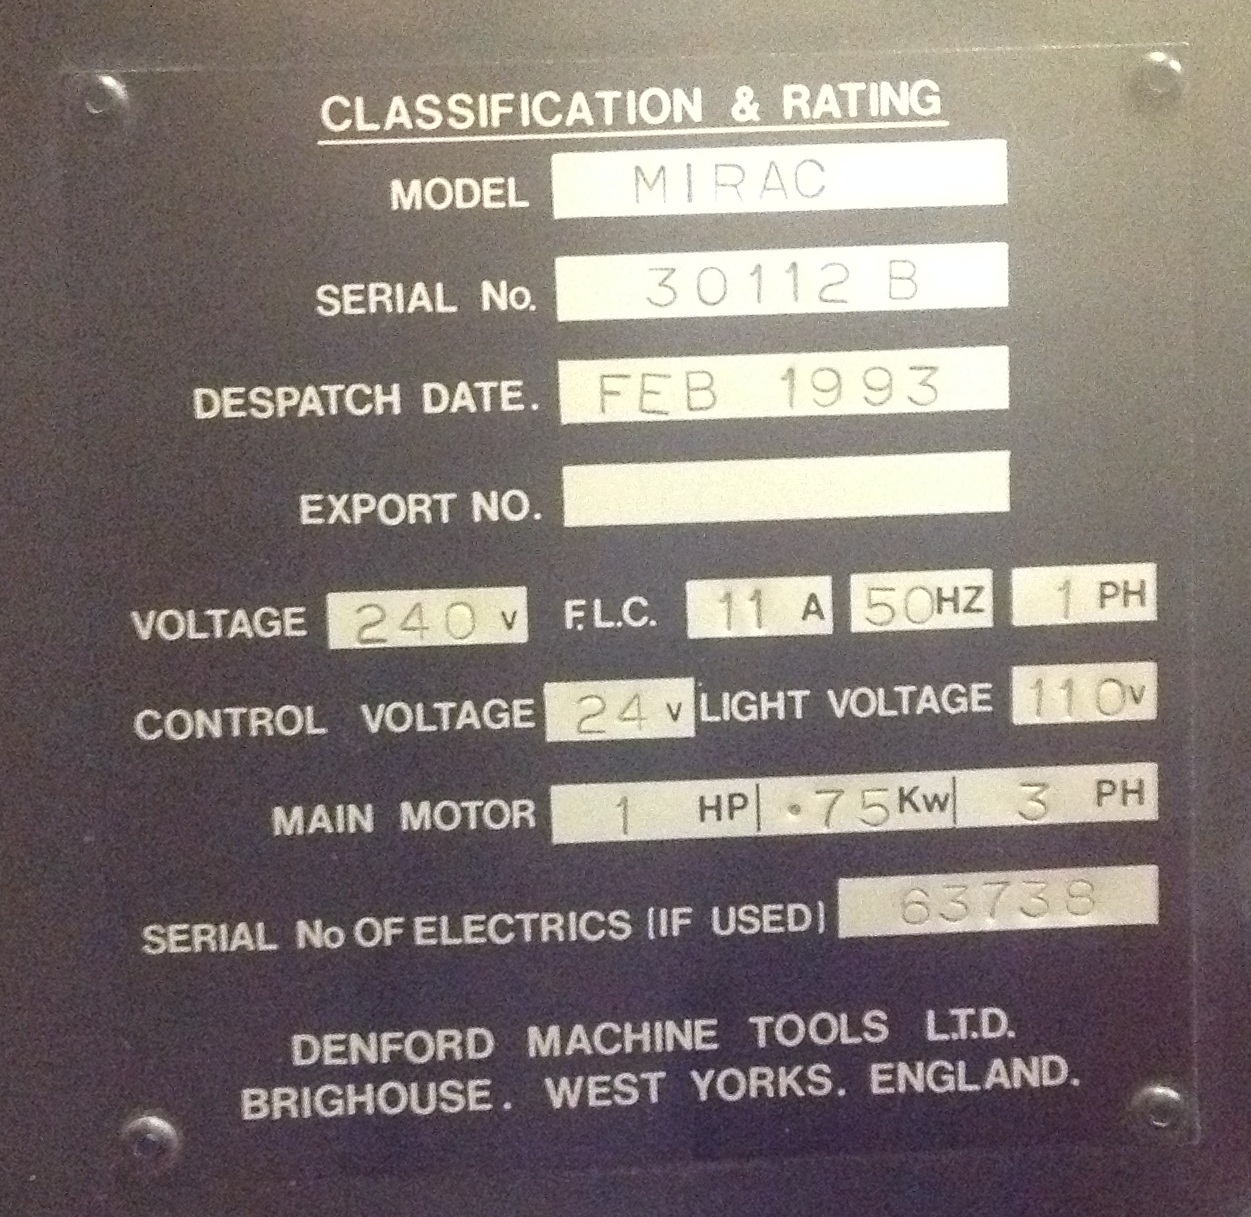 CLASSIFICATION & RATING
MODEL MIRAC
SERIAL No. 30112 B
DESPATCH DATE. FEB 1993
EXPORT NO.
VOLTAGE 240 V F.L.C. 11 A 50 HZ 1 PH
CONTROL VOLTAGE 24 V LIGHT VOLTAGE 110 V
MAIN MOTOR 1 HP | .75 Kw | 3 PH
SERIAL No OF ELECTRICS (IF USED) 63738
DENFORD MACHINE TOOLS L.T.D.
BRIGHOUSE. WEST YORKS. ENGLAND.